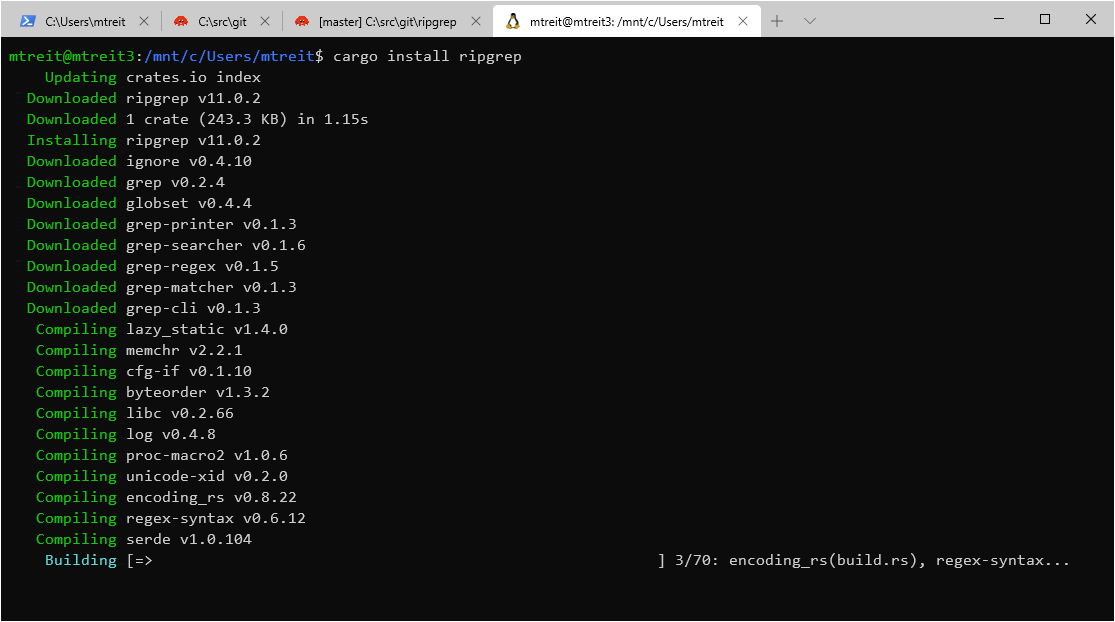 C:\Users\mtreit C:\src\git [master] C:\src\git\ripgrep mtreit@mtreit3: /mnt/c/Users/mtreit
mtreit@mtreit3:/mnt/c/Users/mtreit$ cargo install ripgrep
Updating crates.io index
Downloaded ripgrep v11.0.2
Downloaded 1 crate (243.3 KB) in 1.15s
Installing ripgrep v11.0.2
Downloaded ignore v0.4.10
Downloaded grep v0.2.4
Downloaded globset v0.4.4
Downloaded grep-printer v0.1.3
Downloaded grep-searcher v0.1.6
Downloaded grep-regex v0.1.5
Downloaded grep-matcher v0.1.3
Downloaded grep-cli v0.1.3
Compiling lazy_static v1.4.0
Compiling memchr v2.2.1
Compiling cfg-if v0.1.10
Compiling byteorder v1.3.2
Compiling libc v0.2.66
Compiling log v0.4.8
Compiling proc-macro2 v1.0.6
Compiling unicode-xid v0.2.0
Compiling encoding_rs v0.8.22
Compiling regex-syntax v0.6.12
Compiling serde v1.0.104
Building [=> ] 3/70: encoding_rs(build.rs), regex-syntax...